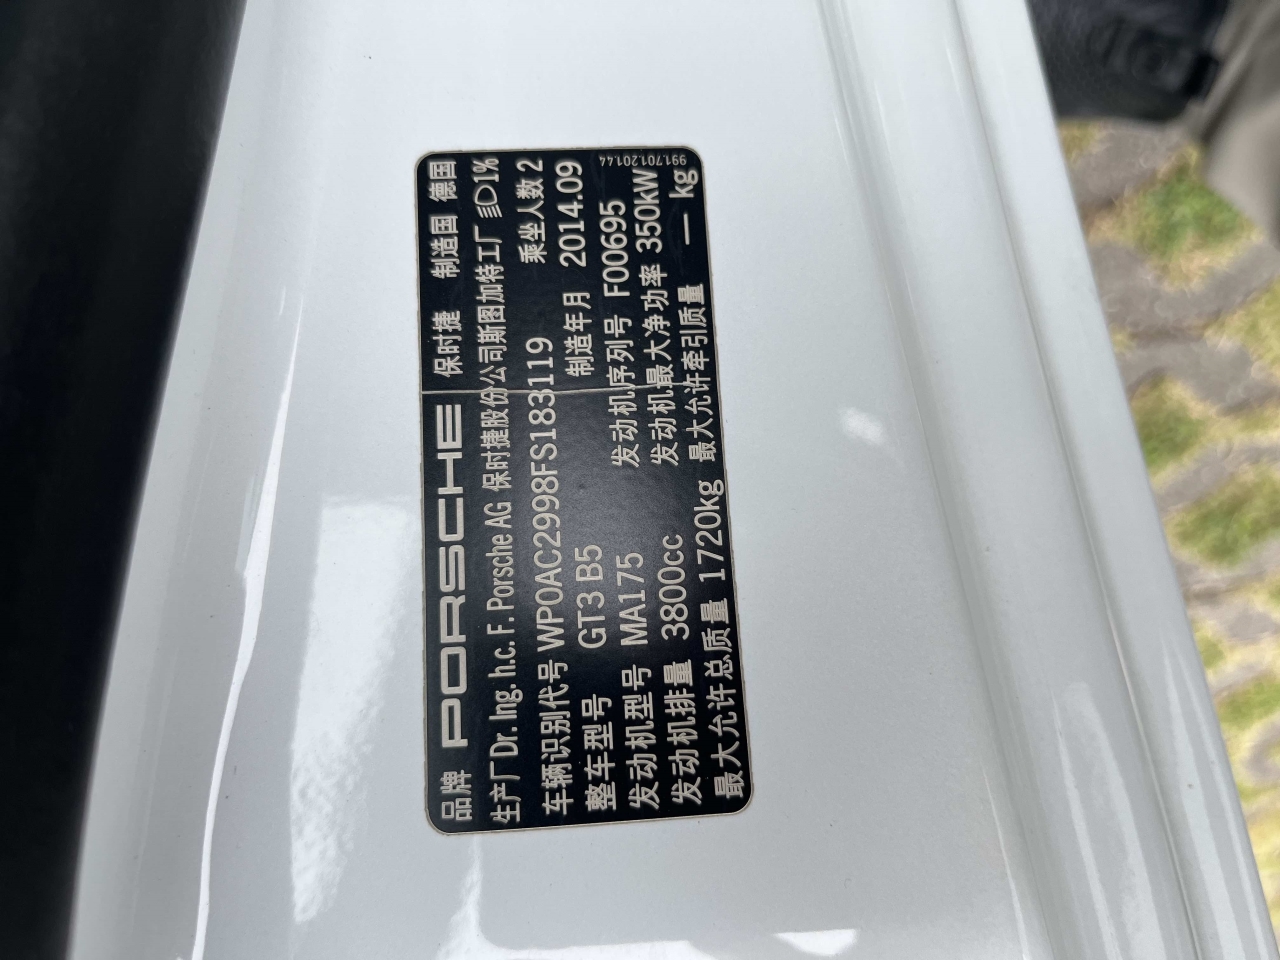 品牌 PORSCHE 保时捷 制造国 德国
生产厂 Dr. Ing. h.c. F. Porsche AG 保时捷股份公司斯图加特工厂 1%
车辆识别代号 WP0AC2998FS183119 乘坐人数 2
整车型号 GT3 B5 制造年月 2014.09
发动机型号 MA175 发动机序列号 F00695
发动机排量 3800cc 发动机最大净功率 350kW
最大允许总质量 1720kg 最大允许牵引质量 — kg
991.701.201.44